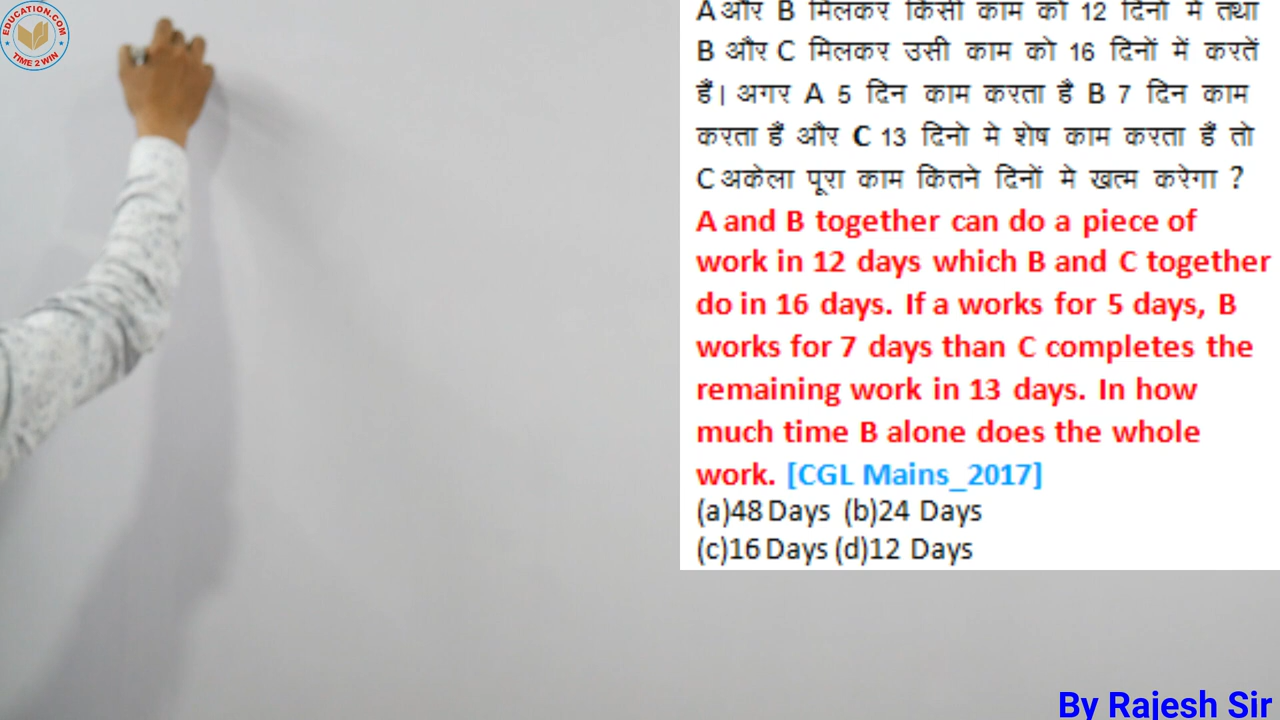 EDUCATION.COM
TIME 2 WIN
A और B मिलकर किसी काम को 12 दिनों में तथा
B और C मिलकर उसी काम को 16 दिनों में करतें
हैं। अगर A 5 दिन काम करता है B 7 दिन काम
करता हैं और C 13 दिनो मे शेष काम करता हैं तो
C अकेला पूरा काम कितने दिनों मे खत्म करेगा ?
A and B together can do a piece of
work in 12 days which B and C together
do in 16 days. If a works for 5 days, B
works for 7 days than C completes the
remaining work in 13 days. In how
much time B alone does the whole
work. [CGL Mains_2017]
(a)48 Days (b)24 Days
(c)16 Days (d)12 Days
By Rajesh Sir